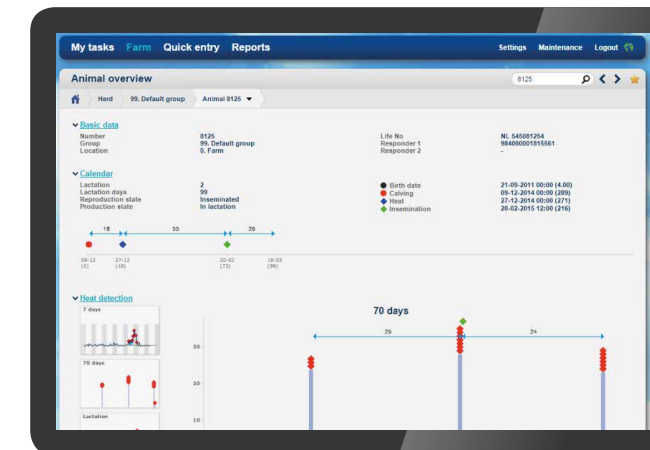 My tasks Farm Quick entry Reports Settings Maintenance Logout
Animal overview 8125
Herd 99. Default group Animal 8125
Basic data
Number 8125 Life No NL 545081254
Group 99. Default group Responder 1 984000001815561
Location 0. Farm Responder 2 -
Calendar
Lactation 2 Birth date 21-09-2011 00:00 (4.00)
Lactation days 99 Calving 09-12-2014 00:00 (289)
Reproduction state Inseminated Heat 27-12-2014 00:00 (271)
Production state In lactation Insemination 20-02-2015 12:00 (216)
18 55 26
09-12 27-12 20-02 18-03
(0) (18) (73) (99)
Heat detection
7 days
70 days
25 24
30
70 days
20
Lactation
10